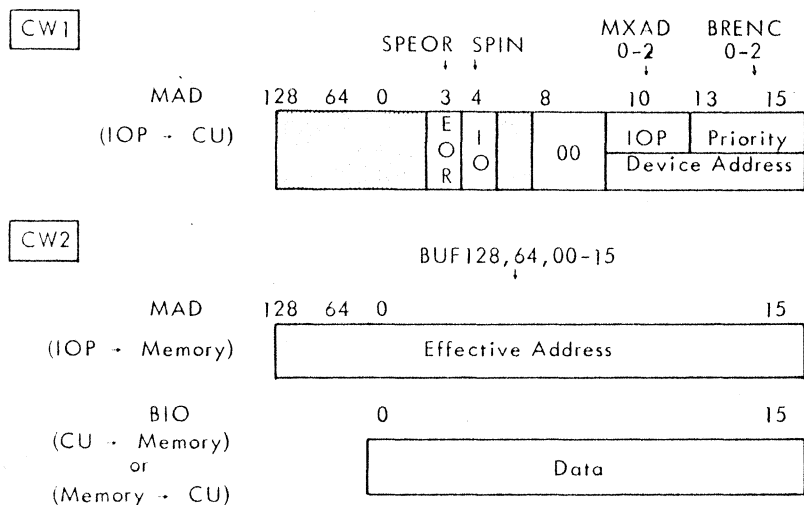 CW1
SPEOR SPIN
MXAD
0-2
BRENC
0-2
MAD
128 64 0 3 4 8 10 13 15
(IOP → CU)
EOR
IO
00
IOP
Priority
Device Address
CW2
BUF128,64,00-15
MAD
128 64 0 15
(IOP → Memory)
Effective Address
BIO
0 15
(CU → Memory)
or
(Memory → CU)
Data